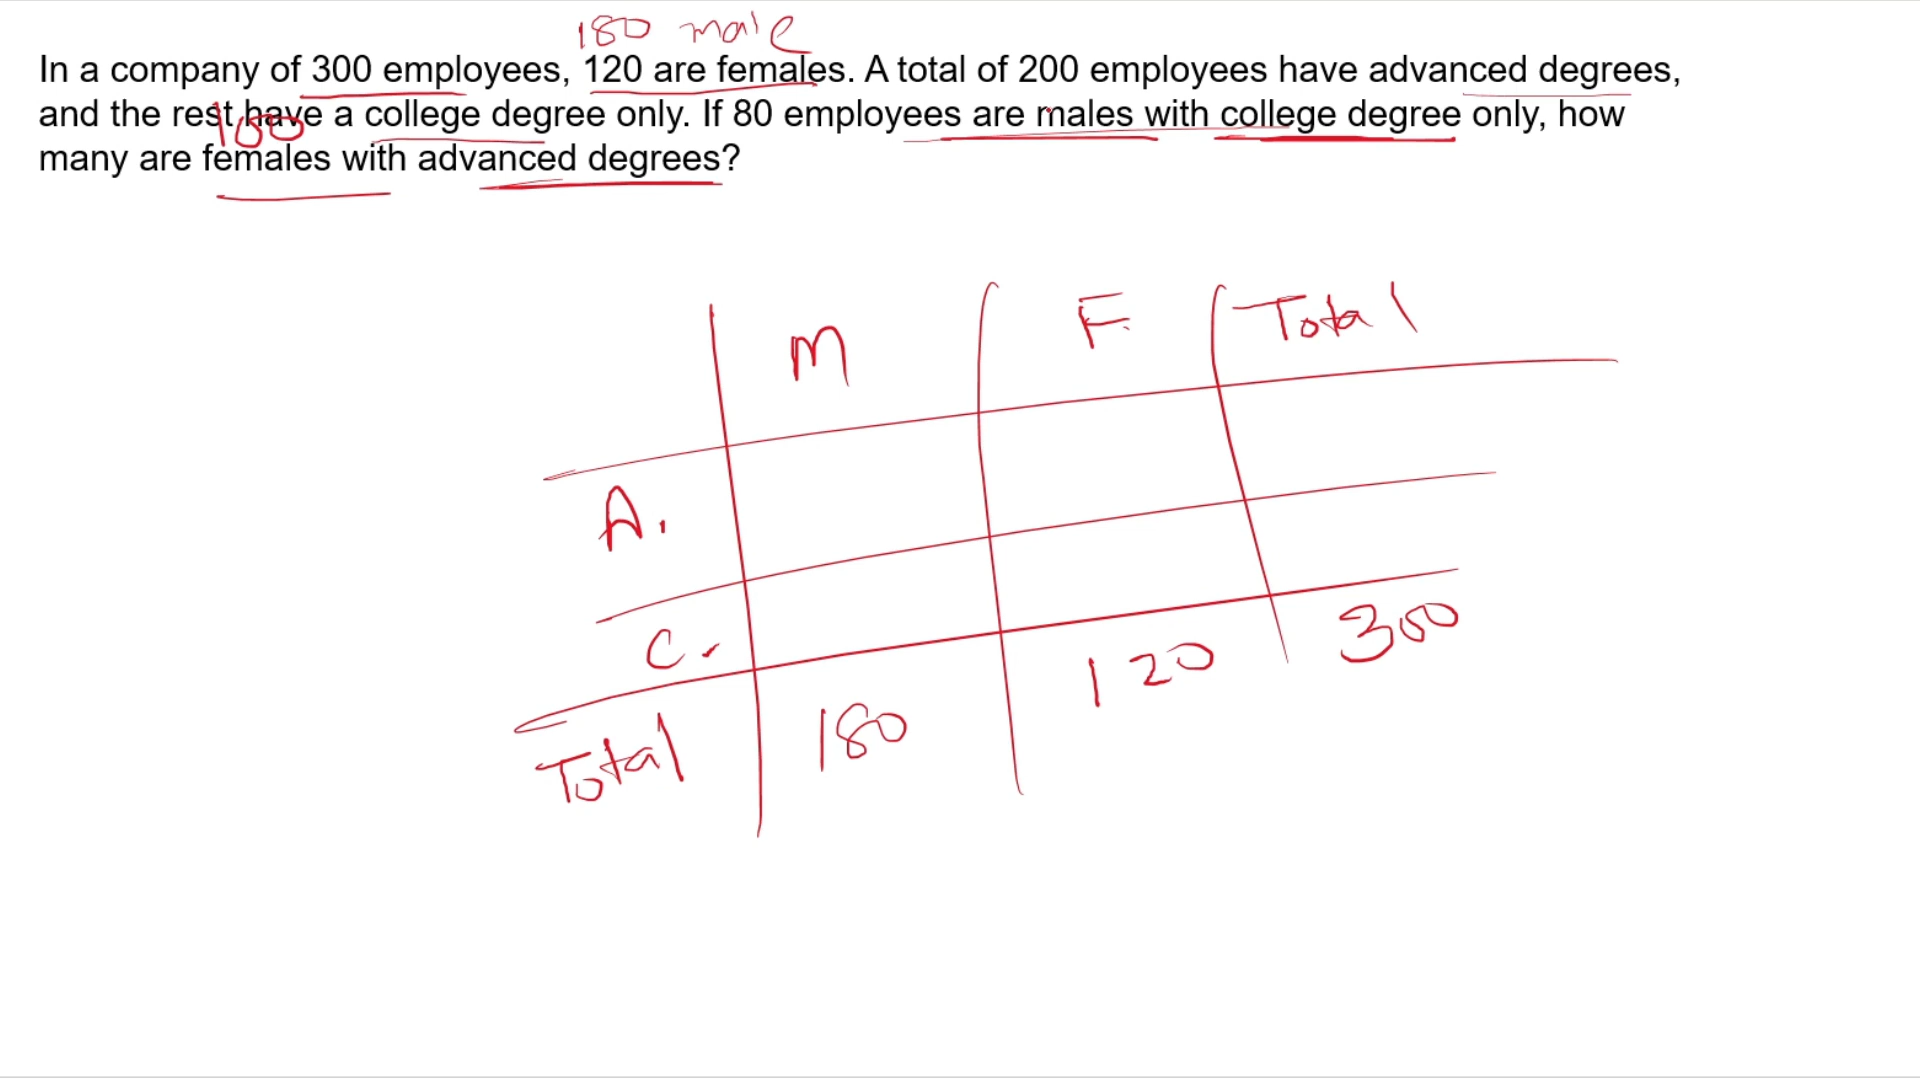 180 male
In a company of 300 employees, 120 are females. A total of 200 employees have advanced degrees,
and the rest have a college degree only. If 80 employees are males with college degree only, how
100
many are females with advanced degrees?
M F. Total
A.
C.
Total 180 120 300